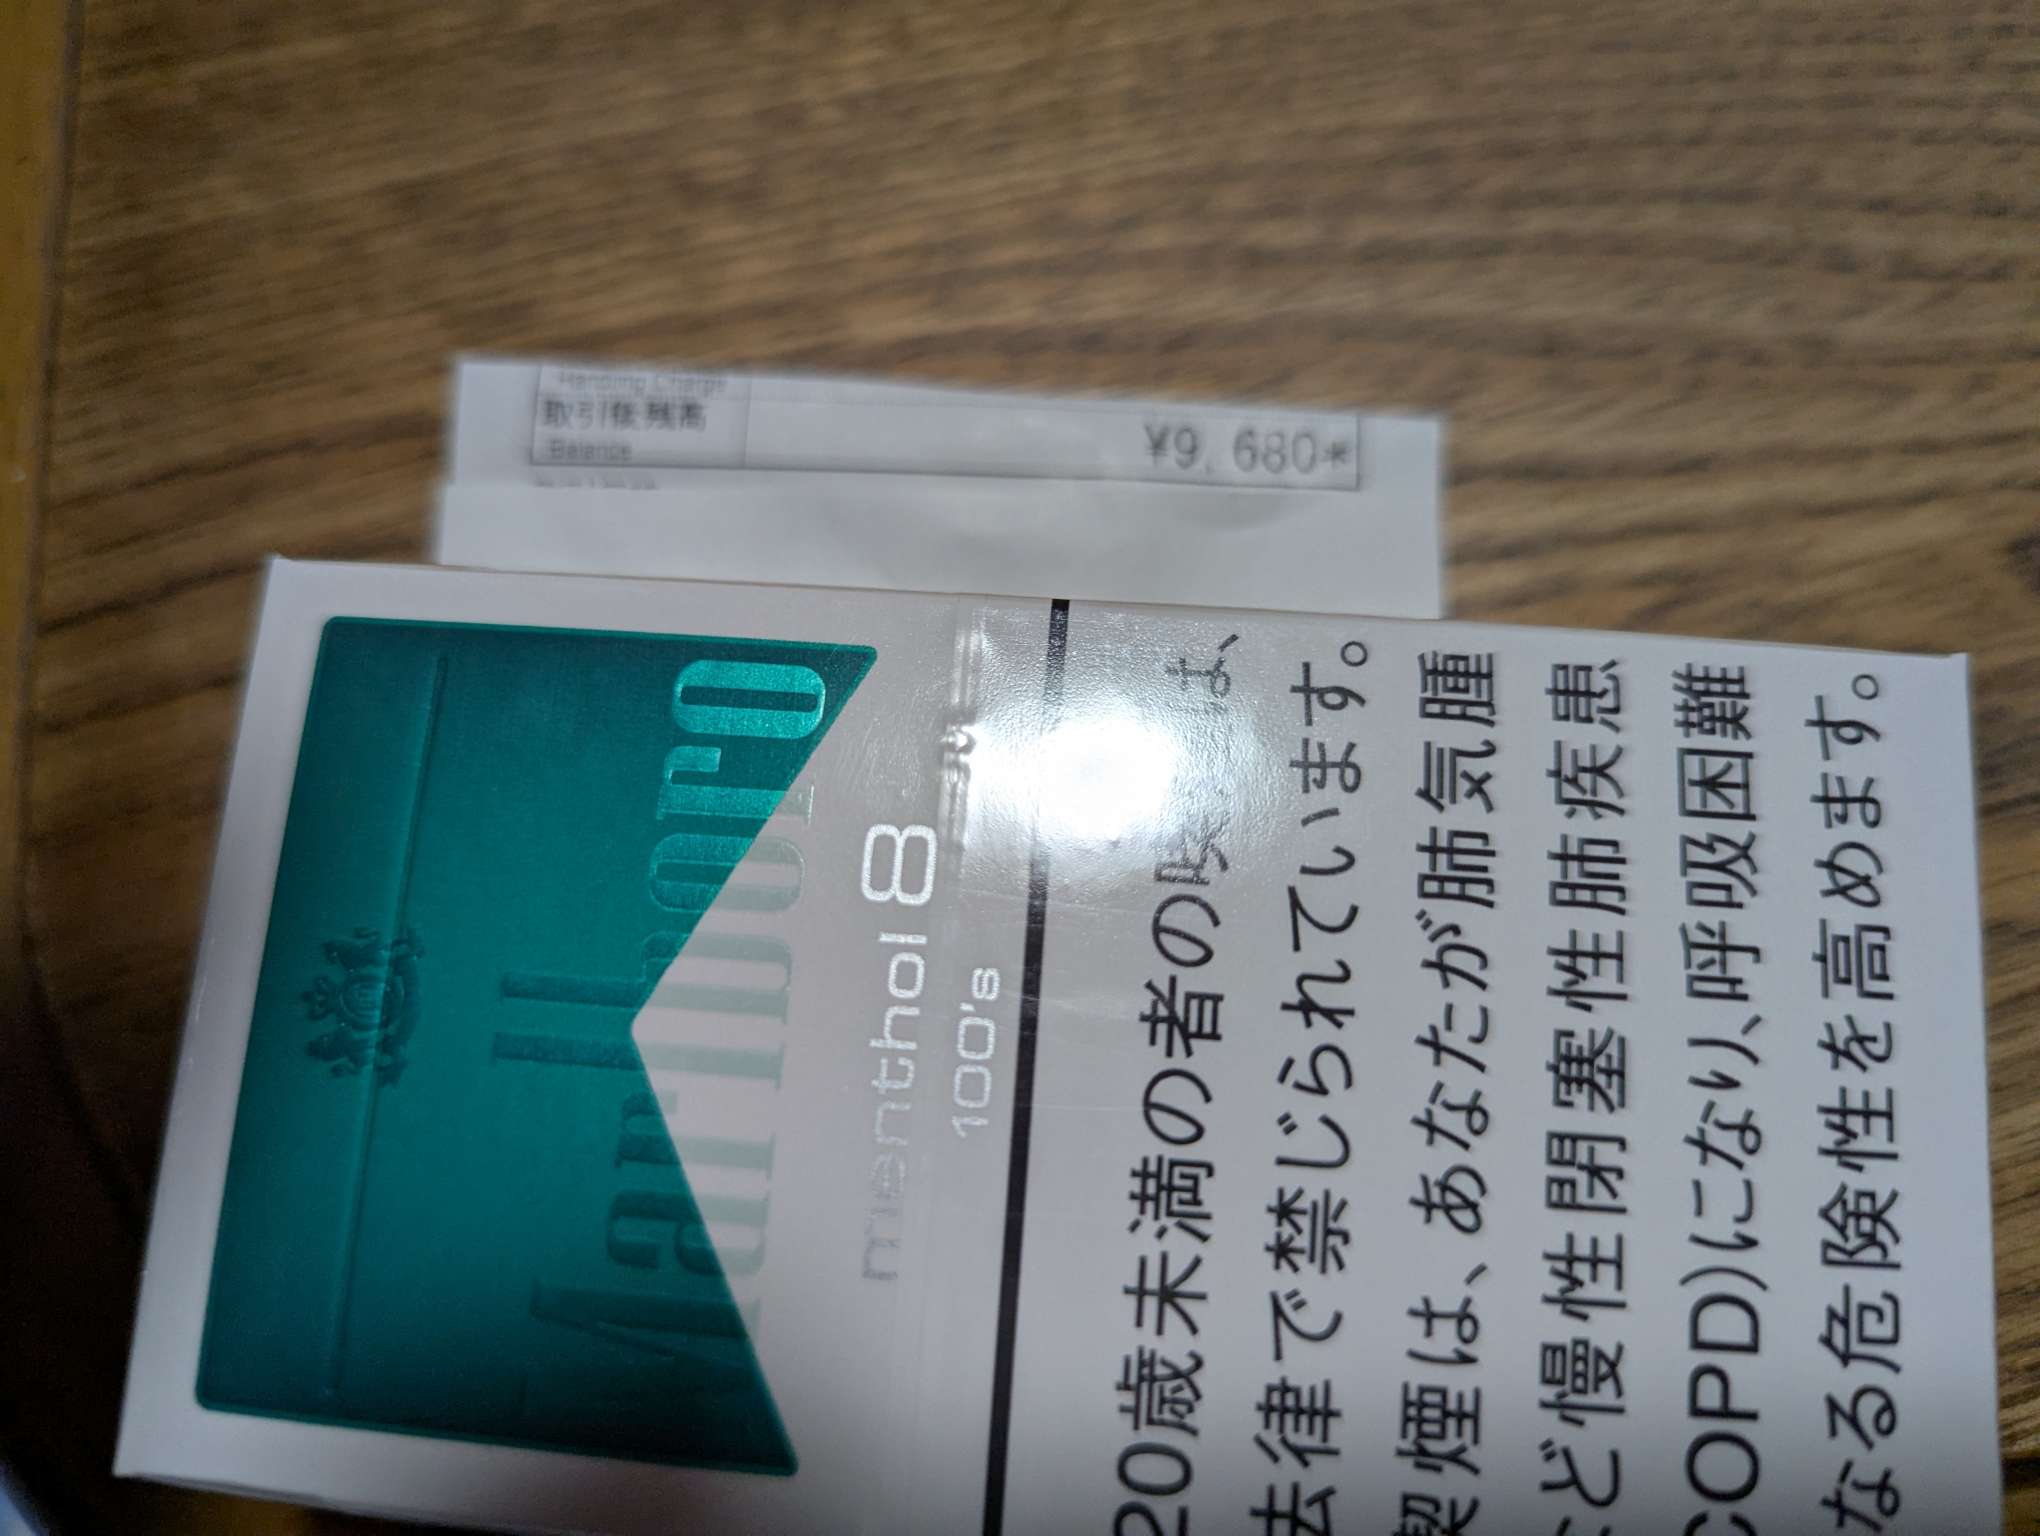 Handling Charge
取引後残高
Balance
¥9,680*
Marlboro
menthol 8
100's
20歳未満の者の喫煙は、
法律で禁じられています。
喫煙は、あなたが肺気腫
など慢性閉塞性肺疾患
(COPD)になり、呼吸困難
なる危険性を高めます。